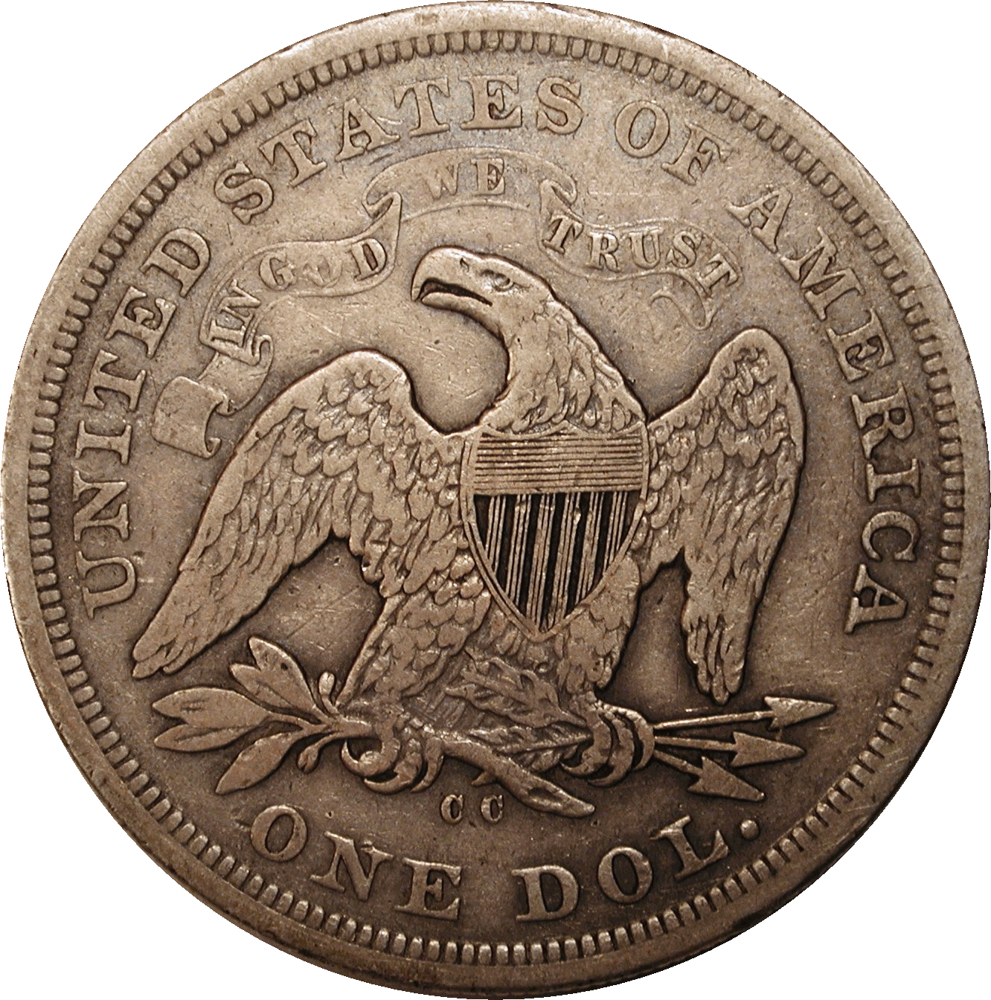 UNITED STATES OF AMERICA
IN GOD WE TRUST
CC
ONE DOL.